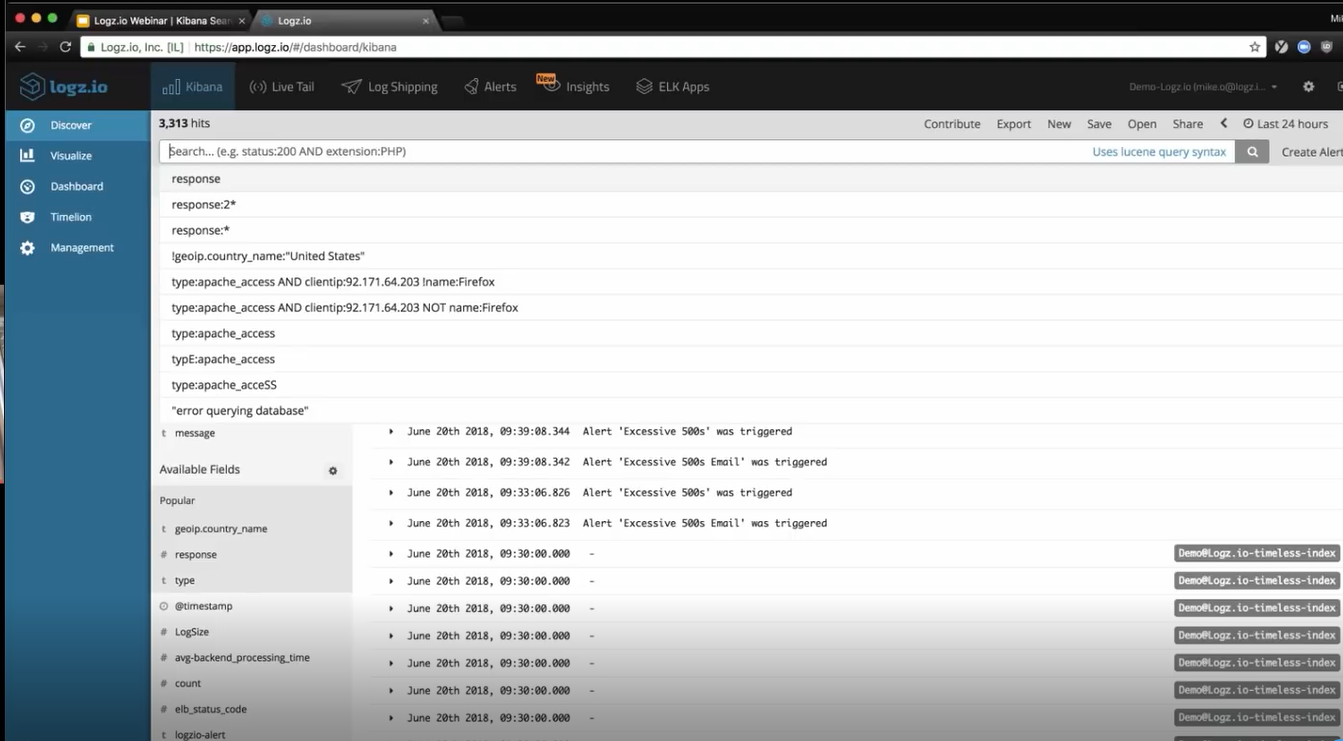 Logz.io Webinar | Kibana Sear
Logz.io
Logz.io, Inc. [IL] https://app.logz.io/#/dashboard/kibana
logz.io
Kibana
Live Tail
Log Shipping
Alerts
New
Insights
ELK Apps
Demo-Logz.io (mike.o@logz.i...
Discover
Visualize
Dashboard
Timelion
Management
3,313 hits
Contribute Export New Save Open Share Last 24 hours
Search... (e.g. status:200 AND extension:PHP)
Uses lucene query syntax
Create Alert
response
response:2*
response:*
!geoip.country_name:"United States"
type:apache_access AND clientip:92.171.64.203 !name:Firefox
type:apache_access AND clientip:92.171.64.203 NOT name:Firefox
type:apache_access
typE:apache_access
type:apache_acceSS
"error querying database"
t message
Available Fields
Popular
t geoip.country_name
# response
t type
@timestamp
# LogSize
# avg-backend_processing_time
# count
# elb_status_code
t logzio-alert
June 20th 2018, 09:39:08.344 Alert 'Excessive 500s' was triggered
June 20th 2018, 09:39:08.342 Alert 'Excessive 500s Email' was triggered
June 20th 2018, 09:33:06.826 Alert 'Excessive 500s' was triggered
June 20th 2018, 09:33:06.823 Alert 'Excessive 500s Email' was triggered
June 20th 2018, 09:30:00.000 - Demo@Logz.io-timeless-index
June 20th 2018, 09:30:00.000 - Demo@Logz.io-timeless-index
June 20th 2018, 09:30:00.000 - Demo@Logz.io-timeless-index
June 20th 2018, 09:30:00.000 - Demo@Logz.io-timeless-index
June 20th 2018, 09:30:00.000 - Demo@Logz.io-timeless-index
June 20th 2018, 09:30:00.000 - Demo@Logz.io-timeless-index
June 20th 2018, 09:30:00.000 - Demo@Logz.io-timeless-index